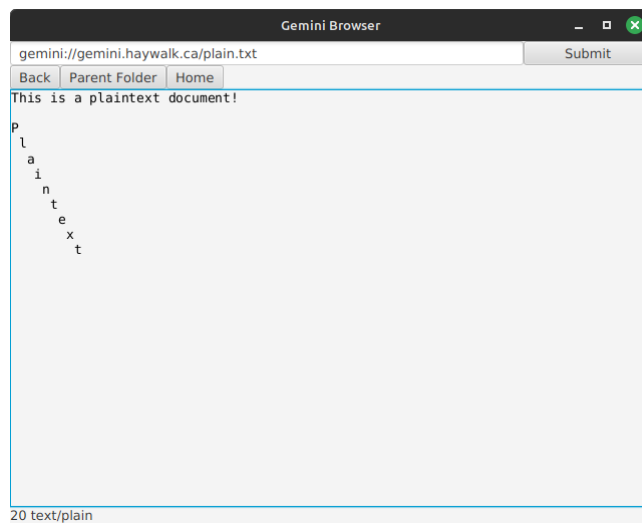 Gemini Browser
gemini://gemini.haywalk.ca/plain.txt Submit
Back Parent Folder Home
This is a plaintext document!
P
l
a
i
n
t
e
x
t
20 text/plain